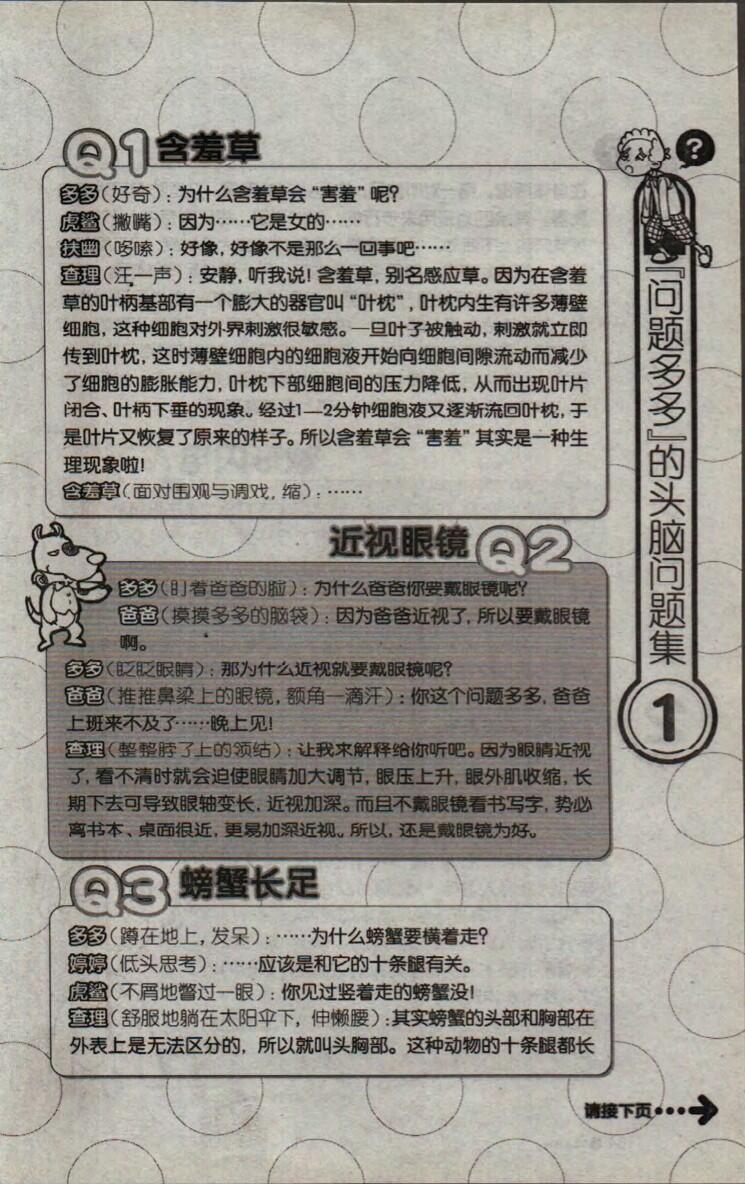 Q1 含羞草
多多（好奇）：为什么含羞草会“害羞”呢？
虎鲨（撇嘴）：因为……它是女的……
扶幽（哆嗦）：好像，好像不是那么一回事吧……
查理（汪一声）：安静，听我说！含羞草，别名感应草。因为在含羞
草的叶柄基部有一个膨大的器官叫“叶枕”，叶枕内生有许多薄壁
细胞，这种细胞对外界刺激很敏感。一旦叶子被触动，刺激就立即
传到叶枕，这时薄壁细胞内的细胞液开始向细胞间隙流动而减少
了细胞的膨胀能力，叶枕下部细胞间的压力降低，从而出现叶片
闭合、叶柄下垂的现象。经过1—2分钟细胞液又逐渐流回叶枕，于
是叶片又恢复了原来的样子。所以含羞草会“害羞”其实是一种生
理现象啦！
含羞草（面对围观与调戏，缩）：……
近视眼镜 Q2
多多（盯着爸爸的脸）：为什么爸爸你要戴眼镜呢？
爸爸（摸摸多多的脑袋）：因为爸爸近视了，所以要戴眼镜
啊。
多多（眨眨眼睛）：那为什么近视就要戴眼镜呢？
爸爸（推推鼻梁上的眼镜，额角一滴汗）：你这个问题多多，爸爸
上班来不及了……晚上见！
查理（整整脖子上的领结）：让我来解释给你听吧。因为眼睛近视
了，看不清时就会迫使眼睛加大调节，眼压上升，眼外肌收缩，长
期下去可导致眼轴变长，近视加深。而且不戴眼镜看书写字，势必
离书本、桌面很近，更易加深近视。所以，还是戴眼镜为好。
Q3 螃蟹长足
多多（蹲在地上，发呆）：……为什么螃蟹要横着走？
婷婷（低头思考）：……应该是和它的十条腿有关。
虎鲨（不屑地瞥过一眼）：你见过竖着走的螃蟹没！
查理（舒服地躺在太阳伞下，伸懒腰）：其实螃蟹的头部和胸部在
外表上是无法区分的，所以就叫头胸部。这种动物的十条腿都长
请接下页
?
『问题多多』的头脑问题集
1